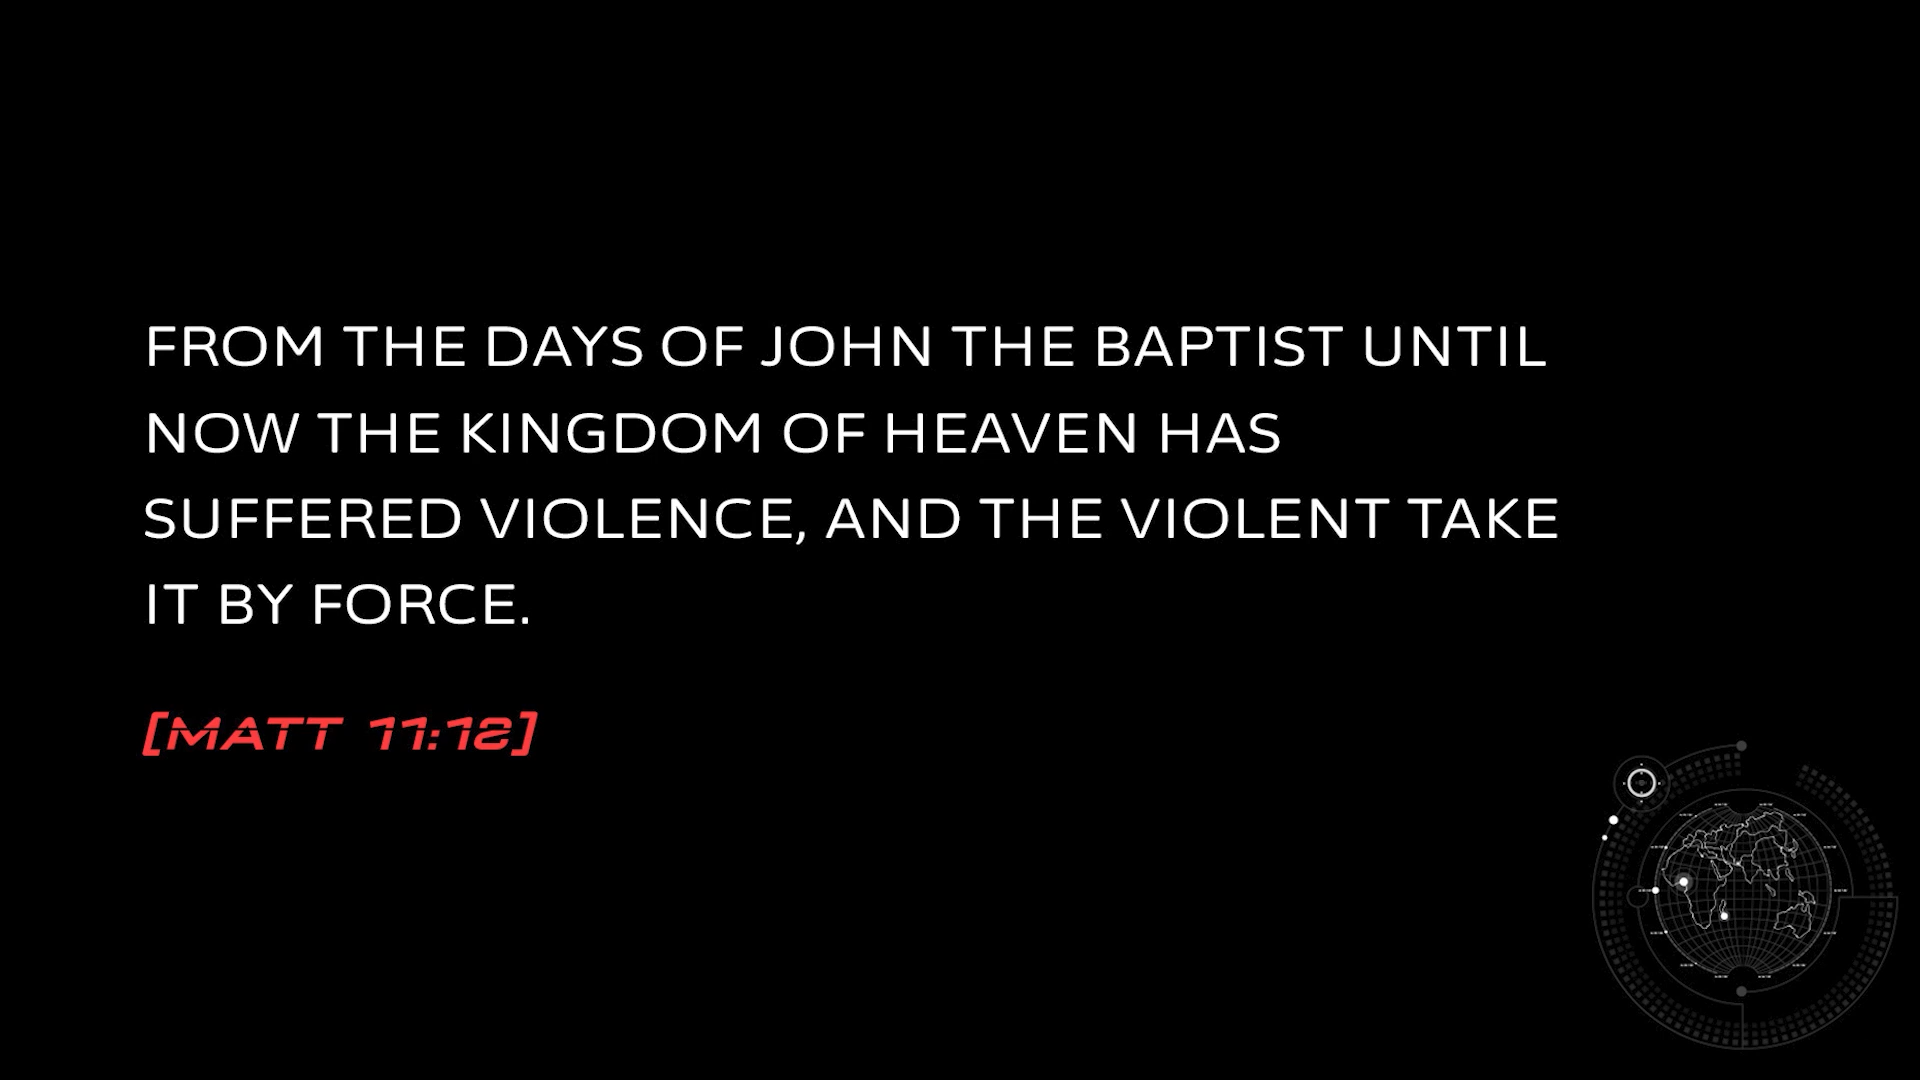 FROM THE DAYS OF JOHN THE BAPTIST UNTIL
NOW THE KINGDOM OF HEAVEN HAS
SUFFERED VIOLENCE, AND THE VIOLENT TAKE
IT BY FORCE.
[MATT 11:12]